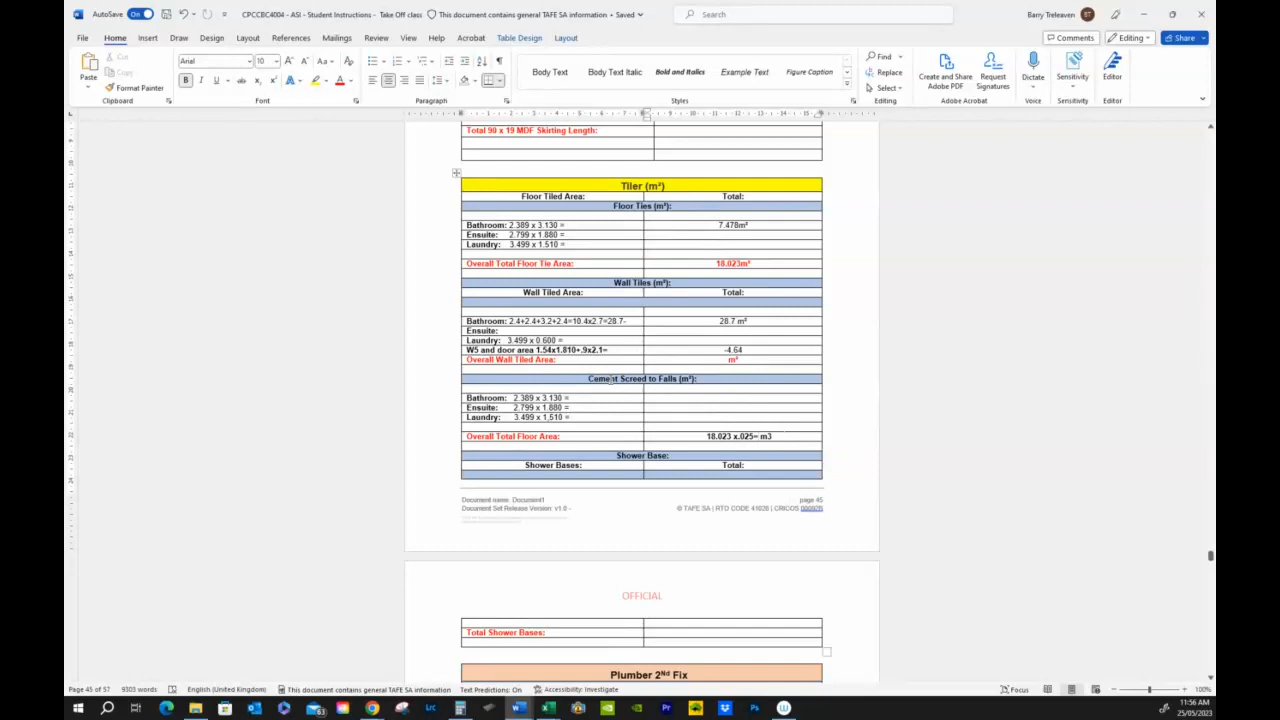 AutoSave On CPCCBC4004 - ASI - Student Instructions - Take Off class This document contains general TAFE SA information • Saved Search Barry Treleaven BT
File Home Insert Draw Design Layout References Mailings Review View Help Acrobat Table Design Layout Comments Editing Share
Paste Cut Copy Format Painter Arial 10 Body Text Body Text Italic Bold and Italics Example Text Figure Caption Find Replace Select Create and Share Adobe PDF Request Signatures Dictate Sensitivity Editor
Clipboard Font Paragraph Styles Editing Adobe Acrobat Voice Sensitivity Editor
Total 90 x 19 MDF Skirting Length:
Tiler (m²)
Floor Tiled Area: Total:
Floor Ties (m²):
Bathroom: 2.389 x 3.130 = 7.478m²
Ensuite: 2.799 x 1.880 =
Laundry: 3.499 x 1.510 =
Overall Total Floor Tie Area: 18.023m²
Wall Tiles (m²):
Wall Tiled Area: Total:
Bathroom: 2.4+2.4+3.2+2.4=10.4x2.7=28.7- 28.7 m²
Ensuite:
Laundry: 3.499 x 0.600 =
W5 and door area 1.54x1.810+.9x2.1= -4.64
Overall Wall Tiled Area: m²
Cement Screed to Falls (m²):
Bathroom: 2.389 x 3.130 =
Ensuite: 2.799 x 1.880 =
Laundry: 3.499 x 1,510 =
Overall Total Floor Area: 18.023 x.025= m3
Shower Base:
Shower Bases: Total:
Document name. Document1 page 45
Document Set Release Version v1.0 - © TAFE SA | RTO CODE 41026 | CRICOS
OFFICIAL
Total Shower Bases:
Plumber 2Nd Fix
Page 45 of 57 9303 words English (United Kingdom) This document contains general TAFE SA information Text Predictions: On Accessibility: Investigate Focus 100%
11:56 AM
25/05/2023